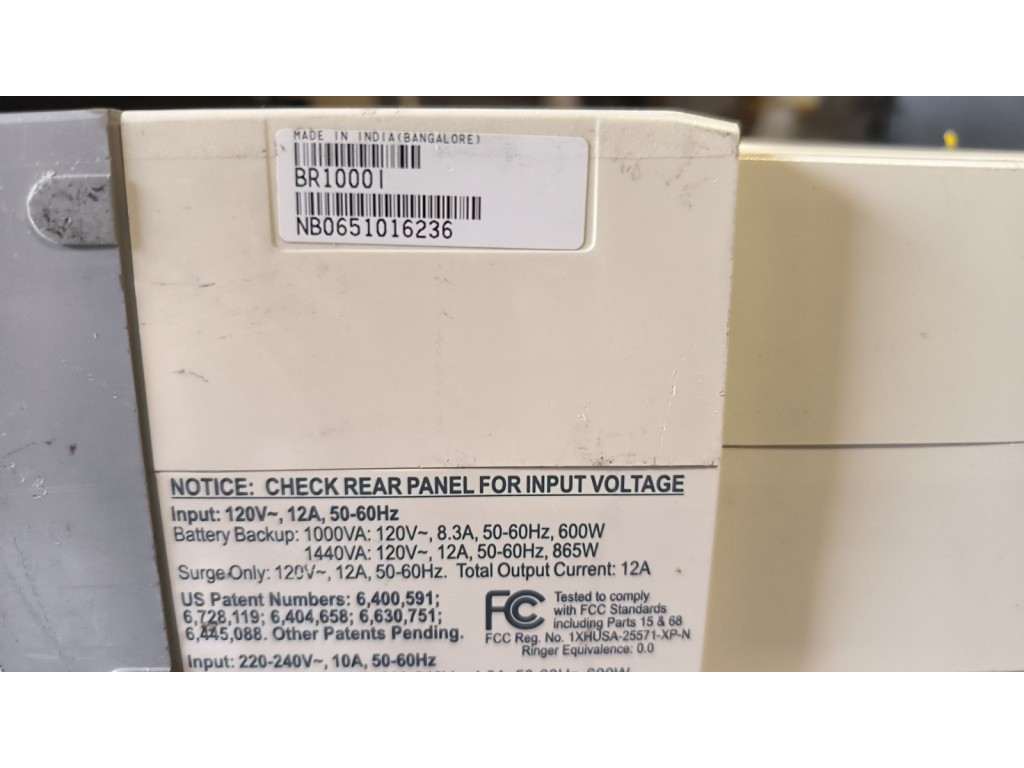 MADE IN INDIA(BANGALORE)
BR1000I
NB0651016236
NOTICE: CHECK REAR PANEL FOR INPUT VOLTAGE
Input: 120V~, 12A, 50-60Hz
Battery Backup: 1000VA: 120V~, 8.3A, 50-60Hz, 600W
1440VA: 120V~, 12A, 50-60Hz, 865W
Surge Only: 120V~, 12A, 50-60Hz. Total Output Current: 12A
US Patent Numbers: 6,400,591;
6,728,119; 6,404,658; 6,630,751;
6,445,088. Other Patents Pending.
FC
Tested to comply
with FCC Standards
including Parts 15 & 68
FCC Reg. No. 1XHUSA-25571-XP-N
Ringer Equivalence: 0.0
Input: 220-240V~, 10A, 50-60Hz